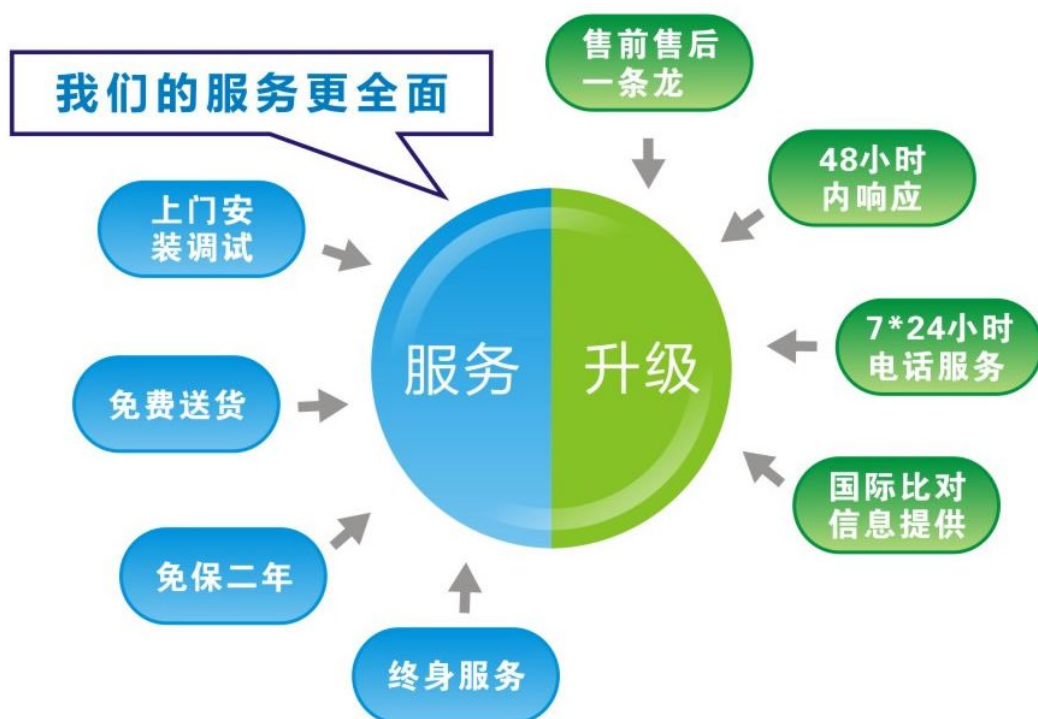 我们的服务更全面
售前售后
一条龙
48小时
内响应
上门安
装调试
7*24小时
电话服务
服务
升级
免费送货
国际比对
信息提供
免保二年
终身服务